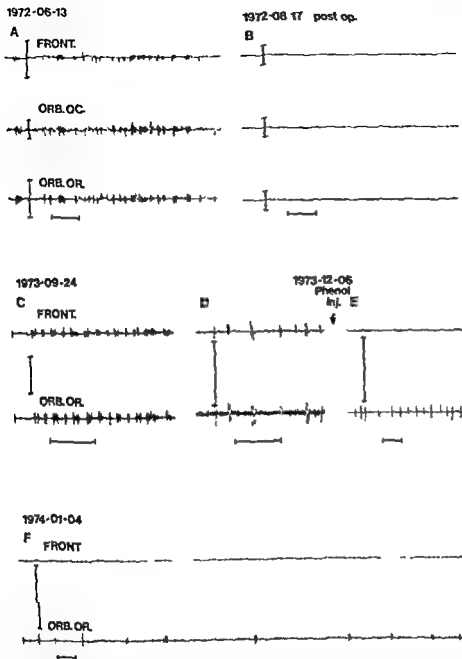 1972-06-13
A
FRONT.
ORB.OC.
ORB.OR.
1972-08 17 post op.
B
1973-09-24
C
FRONT.
ORB.OR.
D
1973-12-06
Phenol
Inj.
E
1974-01-04
F
FRONT
ORB.OR.